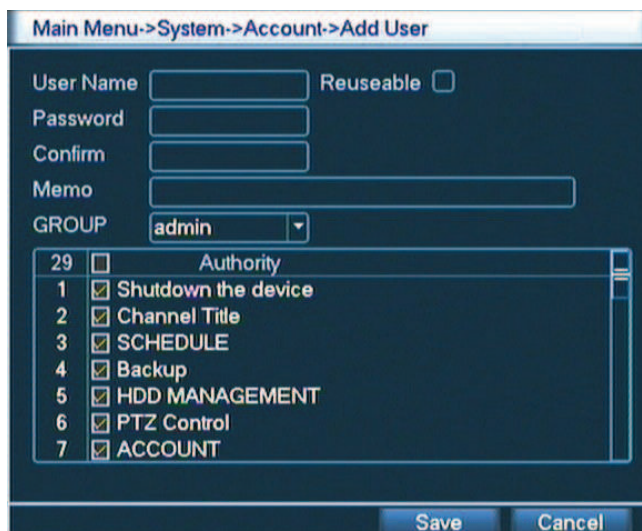 Main Menu->System->Account->Add User
User Name Reuseable
Password
Confirm
Memo
GROUP admin
29 Authority
1 Shutdown the device
2 Channel Title
3 SCHEDULE
4 Backup
5 HDD MANAGEMENT
6 PTZ Control
7 ACCOUNT
Save Cancel